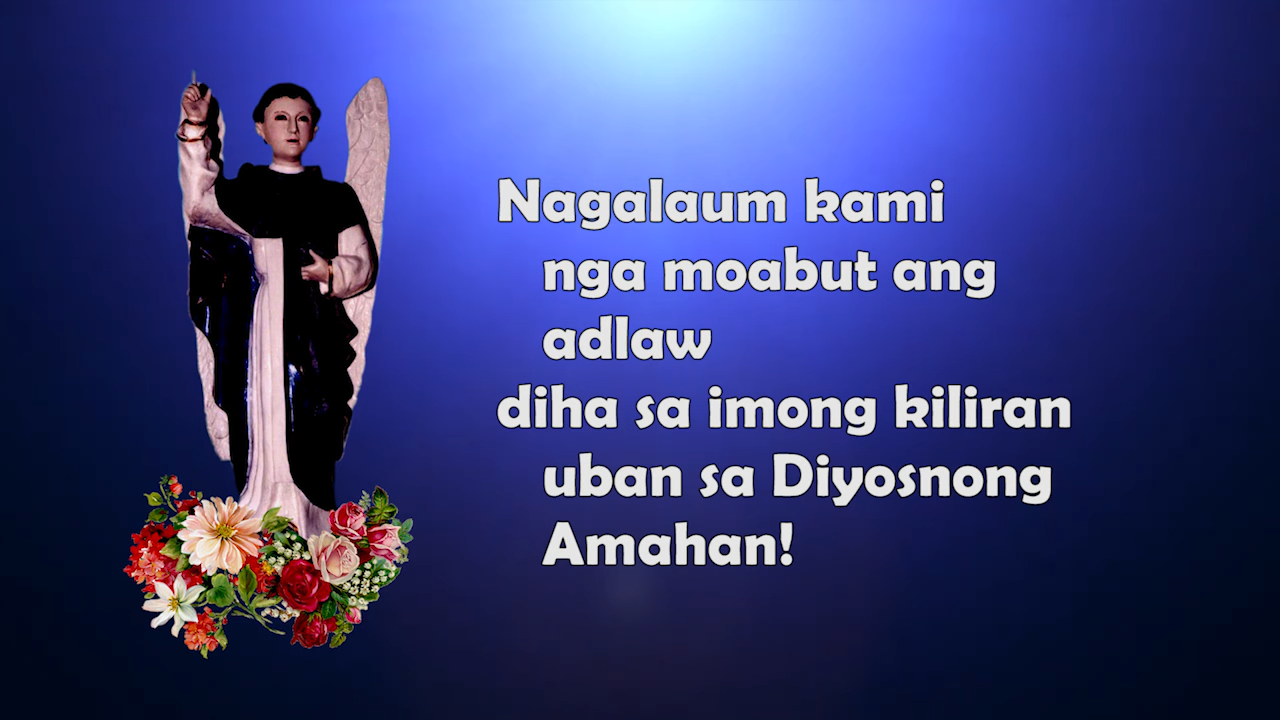 Nagalaum kami
nga moabut ang
adlaw
diha sa imong kiliran
uban sa Diyosnong
Amahan!